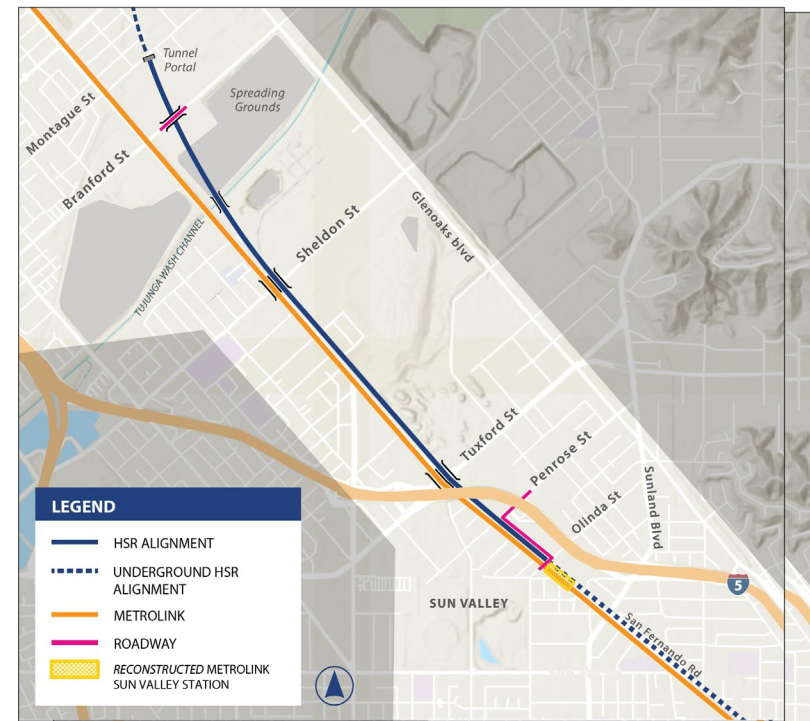 Tunnel
Portal
Spreading
Grounds
Montague St
Branford St
TUJUNGA WASH CHANNEL
Sheldon St
Glenoaks blvd
Tuxford St
Penrose St
Olinda St
Sunland Blvd
5
SUN VALLEY
San Fernando Rd
LEGEND
HSR ALIGNMENT
UNDERGROUND HSR
ALIGNMENT
METROLINK
ROADWAY
RECONSTRUCTED METROLINK
SUN VALLEY STATION